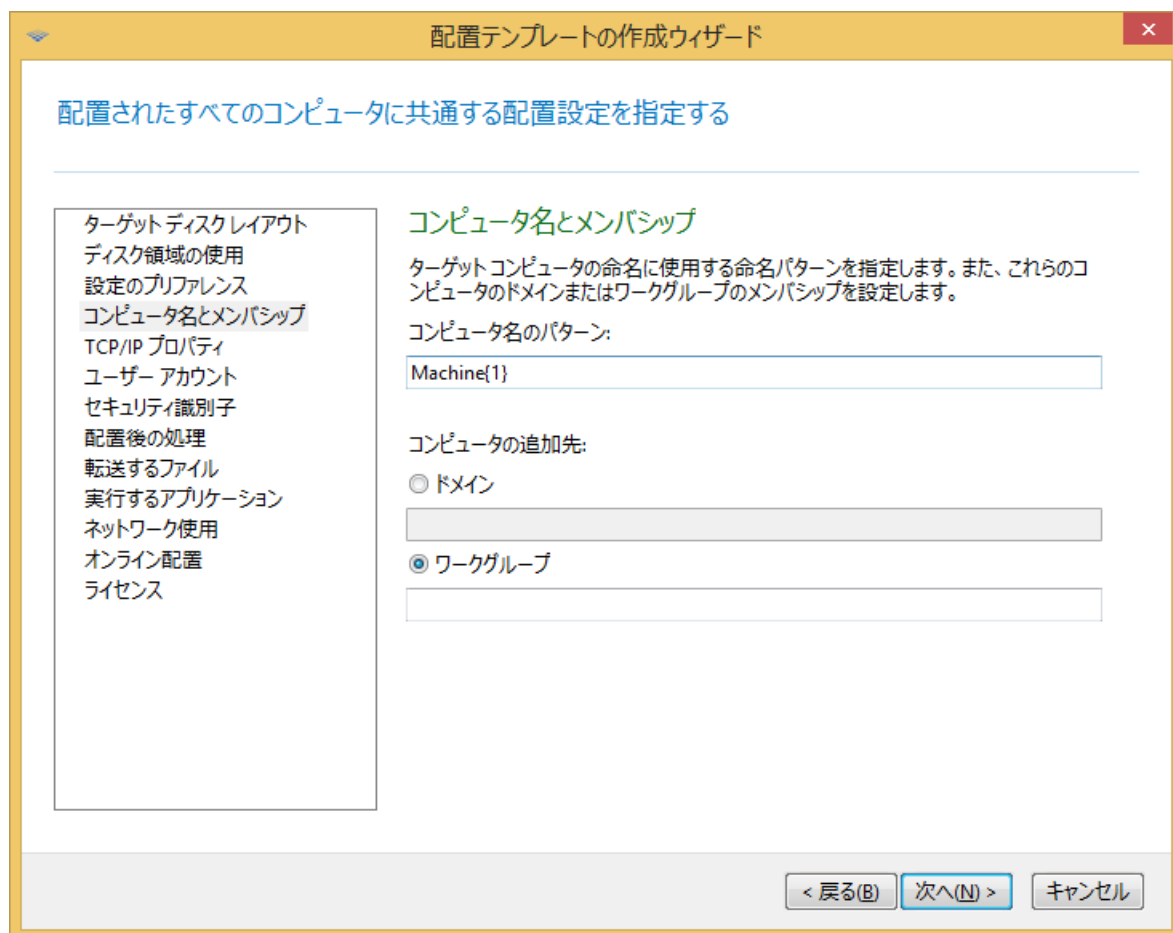 配置テンプレートの作成ウィザード
配置されたすべてのコンピュータに共通する配置設定を指定する
ターゲット ディスク レイアウト
ディスク領域の使用
設定のプリファレンス
コンピュータ名とメンバシップ
TCP/IP プロパティ
ユーザー アカウント
セキュリティ識別子
配置後の処理
転送するファイル
実行するアプリケーション
ネットワーク使用
オンライン配置
ライセンス
コンピュータ名とメンバシップ
ターゲット コンピュータの命名に使用する命名パターンを指定します。また、これらのコ
ンピュータのドメインまたはワークグループのメンバシップを設定します。
コンピュータ名のパターン:
Machine{1}
コンピュータの追加先:
ドメイン
ワークグループ
< 戻る(B)
次へ(N) >
キャンセル